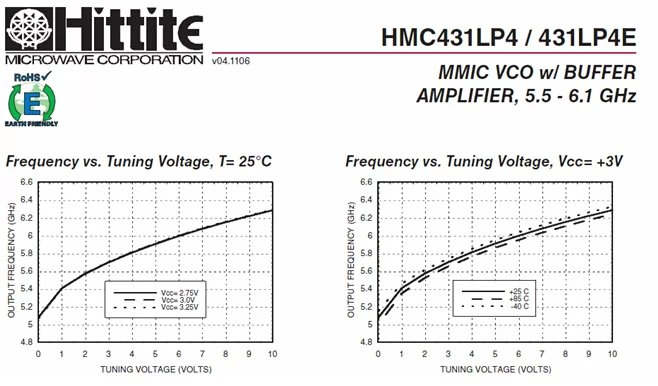 Hittite
MICROWAVE CORPORATION
v04.1106
HMC431LP4 / 431LP4E
MMIC VCO w/ BUFFER
AMPLIFIER, 5.5 - 6.1 GHz
RoHS✓
E
EARTH FRIENDLY
Frequency vs. Tuning Voltage, T= 25°C
OUTPUT FREQUENCY (GHz)
6.6
6.4
6.2
6
5.8
5.6
5.4
5.2
5
4.8
Vcc= 2.75V
Vcc= 3.0V
Vcc= 3.25V
0 1 2 3 4 5 6 7 8 9 10
TUNING VOLTAGE (VOLTS)
Frequency vs. Tuning Voltage, Vcc= +3V
OUTPUT FREQUENCY (GHz)
6.6
6.4
6.2
6
5.8
5.6
5.4
5.2
5
4.8
+25 C
+85 C
-40 C
0 1 2 3 4 5 6 7 8 9 10
TUNING VOLTAGE (VOLTS)